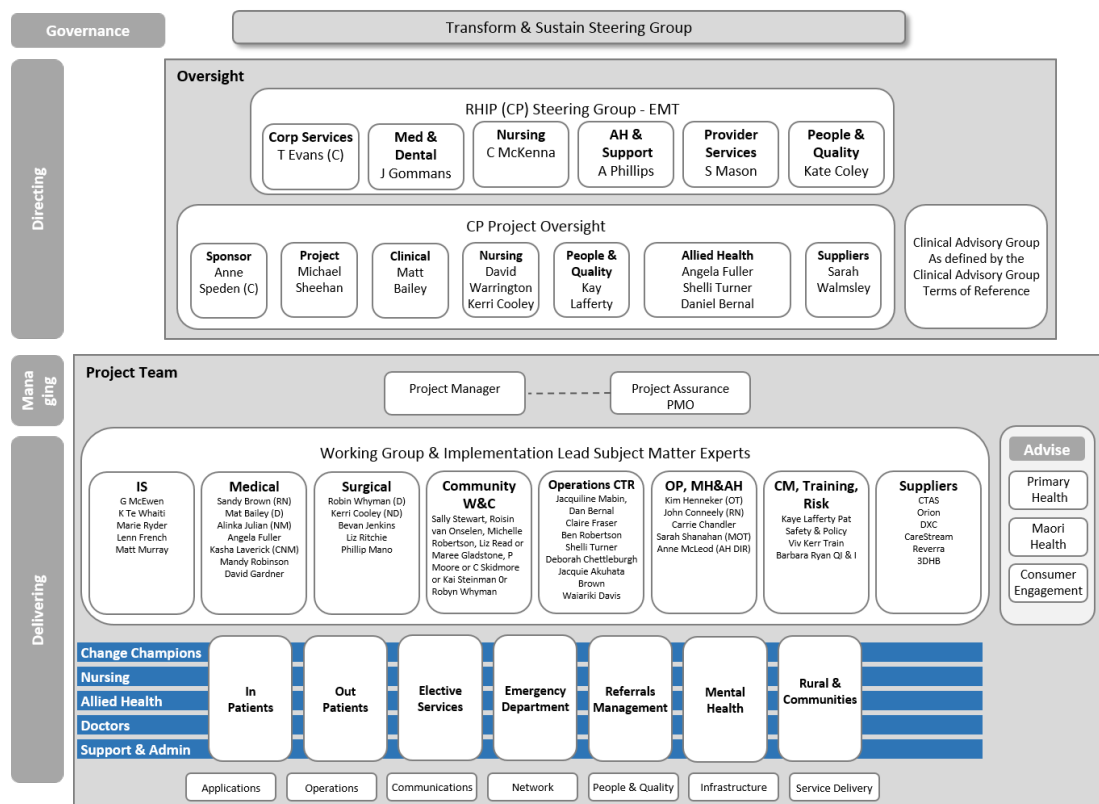 Governance
Transform & Sustain Steering Group
Directing
Oversight
RHIP (CP) Steering Group - EMT
Corp Services
T Evans (C)
Med &
Dental
J Gommans
Nursing
C McKenna
AH &
Support
A Phillips
Provider
Services
S Mason
People &
Quality
Kate Coley
CP Project Oversight
Sponsor
Anne
Speden (C)
Project
Michael
Sheehan
Clinical
Matt
Bailey
Nursing
David
Warrington
Kerri Cooley
People &
Quality
Kay
Lafferty
Allied Health
Angela Fuller
Shelli Turner
Daniel Bernal
Suppliers
Sarah
Walmsley
Clinical Advisory Group
As defined by the
Clinical Advisory Group
Terms of Reference
Mana
ging
Project Team
Project Manager
Project Assurance
PMO
Delivering
Working Group & Implementation Lead Subject Matter Experts
IS
G McEwen
K Te Whaiti
Marie Ryder
Lenn French
Matt Murray
Medical
Sandy Brown (RN)
Mat Bailey (D)
Alinka Julian (NM)
Angela Fuller
Kasha Laverick (CNM)
Mandy Robinson
David Gardner
Surgical
Robin Whyman (D)
Kerri Cooley (ND)
Bevan Jenkins
Liz Ritchie
Phillip Mano
Community
W&C
Sally Stewart, Roisin
van Onselen, Michelle
Robertson, Liz Read or
Maree Gladstone, P
Moore or C Skidmore
or Kai Steinman 0r
Robyn Whyman
Operations CTR
Jacquiline Mabin,
Dan Bernal
Claire Fraser
Ben Robertson
Shelli Turner
Deborah Chettleburgh
Jacquie Akuhata
Brown
Waiariki Davis
OP, MH&AH
Kim Henneker (OT)
John Conneely (RN)
Carrie Chandler
Sarah Shanahan (MOT)
Anne McLeod (AH DIR)
CM, Training,
Risk
Kaye Lafferty Pat
Safety & Policy
Viv Kerr Train
Barbara Ryan QI & I
Suppliers
CTAS
Orion
DXC
CareStream
Reverra
3DHB
Advise
Primary
Health
Maori
Health
Consumer
Engagement
Change Champions
Nursing
Allied Health
Doctors
Support & Admin
In
Patients
Out
Patients
Elective
Services
Emergency
Department
Referrals
Management
Mental
Health
Rural &
Communities
Applications
Operations
Communications
Network
People & Quality
Infrastructure
Service Delivery